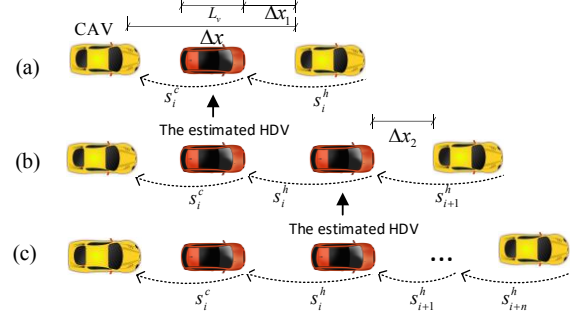 L_v Δx_1
CAV
Δx
(a)
s_i^c s_i^h
The estimated HDV
(b)
Δx_2
s_i^c s_i^h s_{i+1}^h
The estimated HDV
(c)
...
s_i^c s_i^h s_{i+1}^h s_{i+n}^h